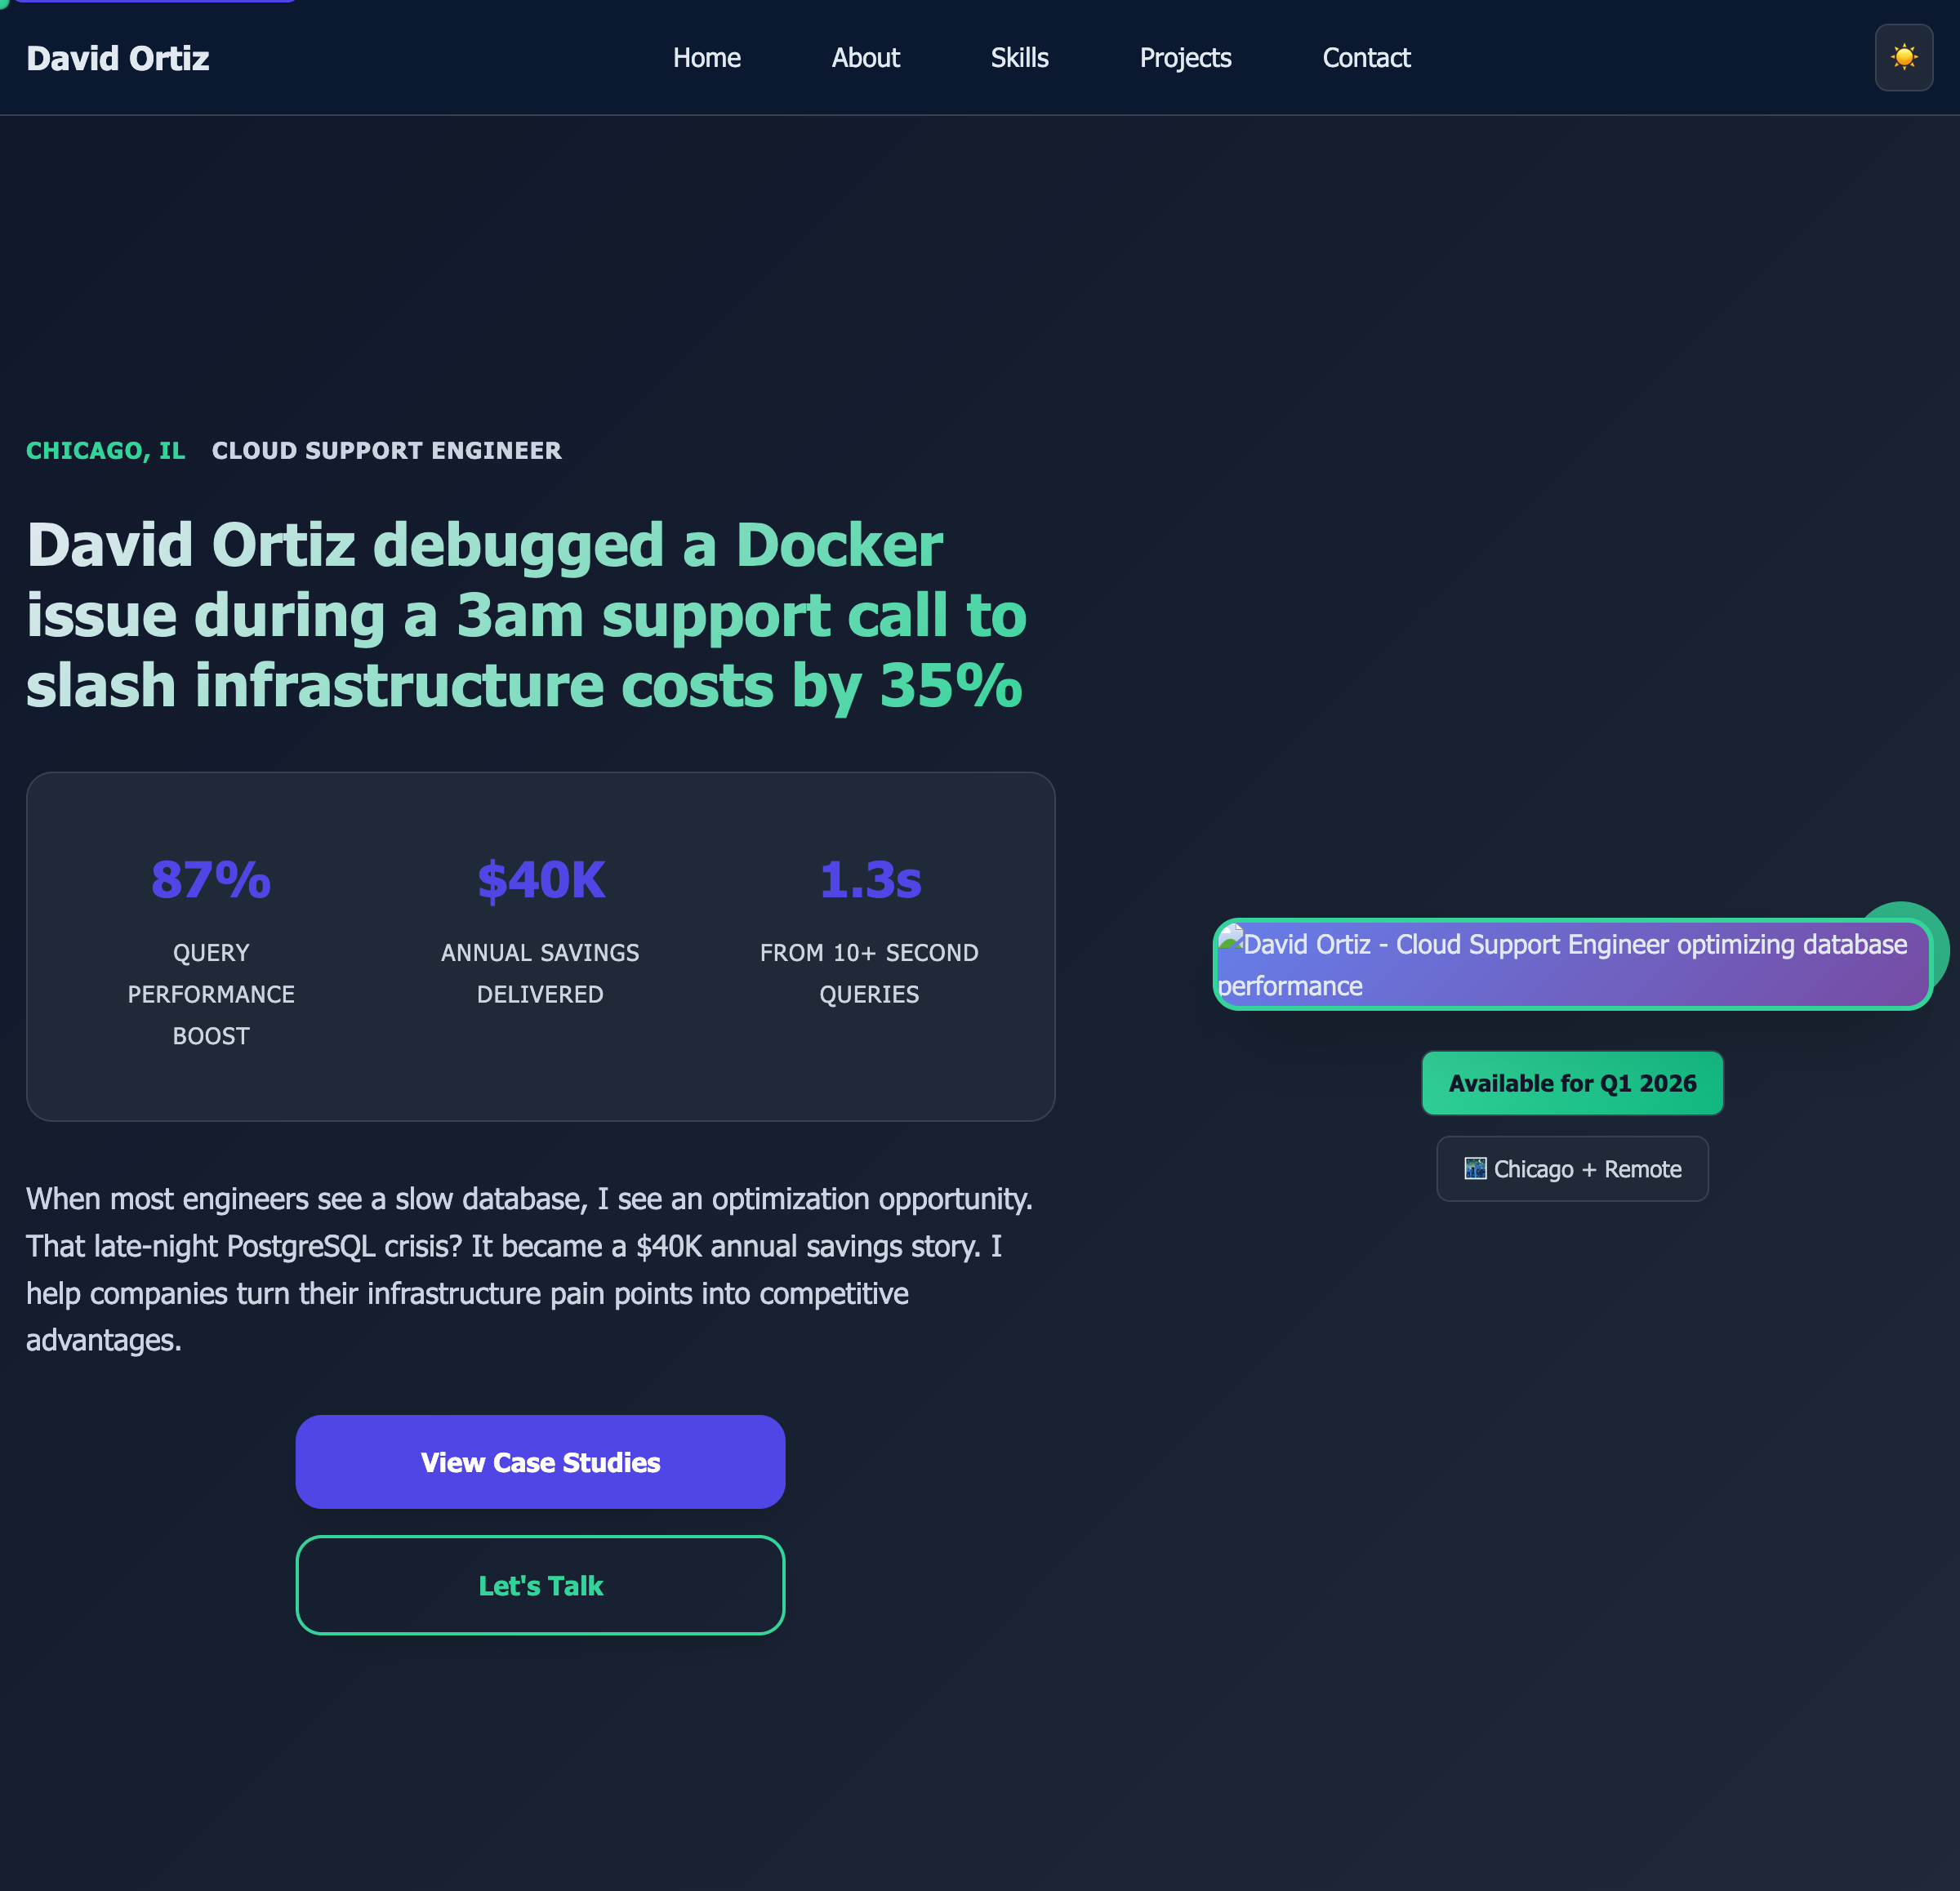 David Ortiz
Home
About
Skills
Projects
Contact
CHICAGO, IL CLOUD SUPPORT ENGINEER
David Ortiz debugged a Docker
issue during a 3am support call to
slash infrastructure costs by 35%
87%
QUERY
PERFORMANCE
BOOST
$40K
ANNUAL SAVINGS
DELIVERED
1.3s
FROM 10+ SECOND
QUERIES
When most engineers see a slow database, I see an optimization opportunity.
That late-night PostgreSQL crisis? It became a $40K annual savings story. I
help companies turn their infrastructure pain points into competitive
advantages.
View Case Studies
Let's Talk
David Ortiz - Cloud Support Engineer optimizing database
performance
Available for Q1 2026
Chicago + Remote